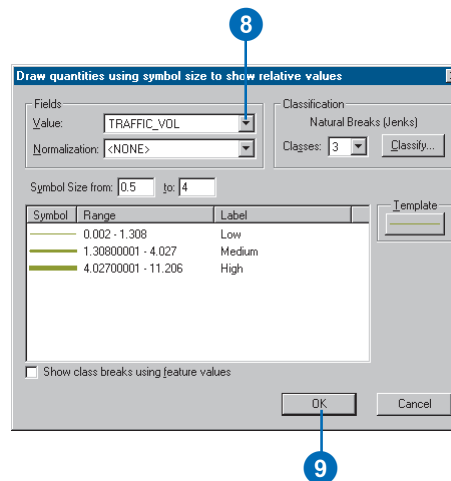 8
Draw quantities using symbol size to show relative values
Fields
Value: TRAFFIC_VOL
Normalization: <NONE>
Classification
Natural Breaks (Jenks)
Classes: 3 Classify...
Symbol Size from: 0.5 to: 4
Template
Symbol Range Label
0.002 - 1.308 Low
1.30800001 - 4.027 Medium
4.02700001 - 11.206 High
Show class breaks using feature values
OK Cancel
9